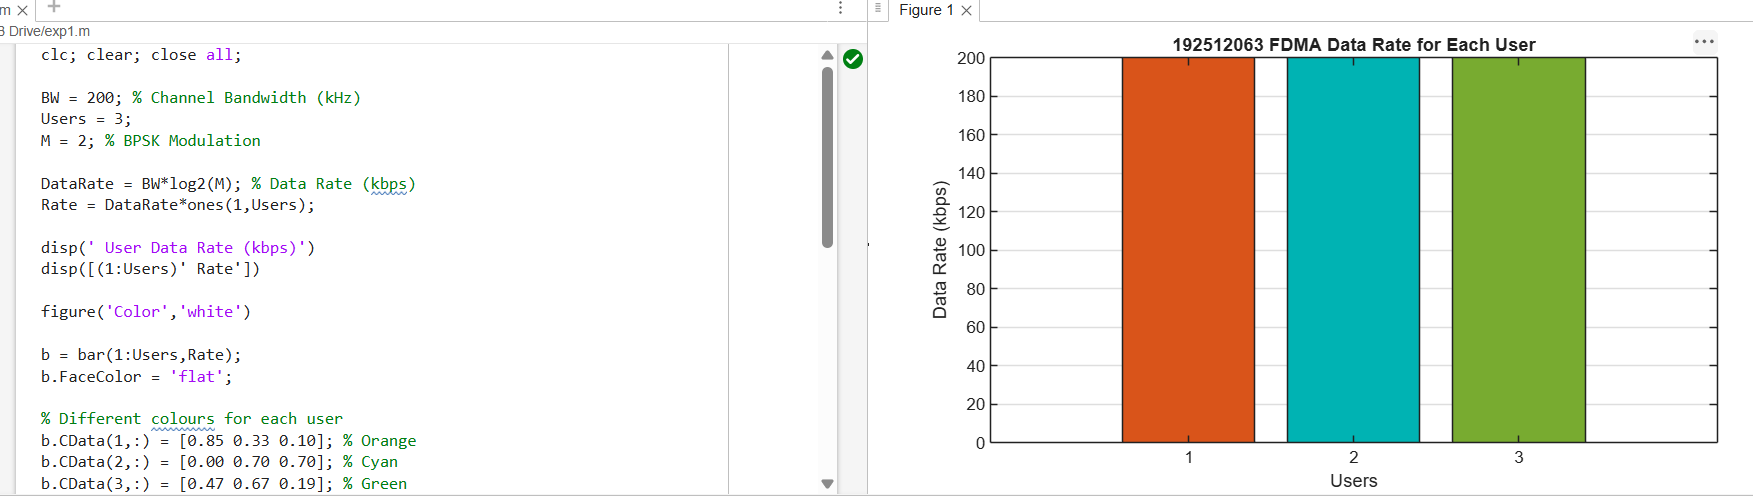 m
3 Drive/exp1.m
clc; clear; close all;
BW = 200; % Channel Bandwidth (kHz)
Users = 3;
M = 2; % BPSK Modulation
DataRate = BW*log2(M); % Data Rate (kbps)
Rate = DataRate*ones(1,Users);
disp(' User Data Rate (kbps)')
disp([(1:Users)' Rate'])
figure('Color','white')
b = bar(1:Users,Rate);
b.FaceColor = 'flat';
% Different colours for each user
b.CData(1,:) = [0.85 0.33 0.10]; % Orange
b.CData(2,:) = [0.00 0.70 0.70]; % Cyan
b.CData(3,:) = [0.47 0.67 0.19]; % Green
Figure 1
192512063 FDMA Data Rate for Each User
200
180
160
140
120
100
80
60
40
20
0
Data Rate (kbps)
1 2 3
Users